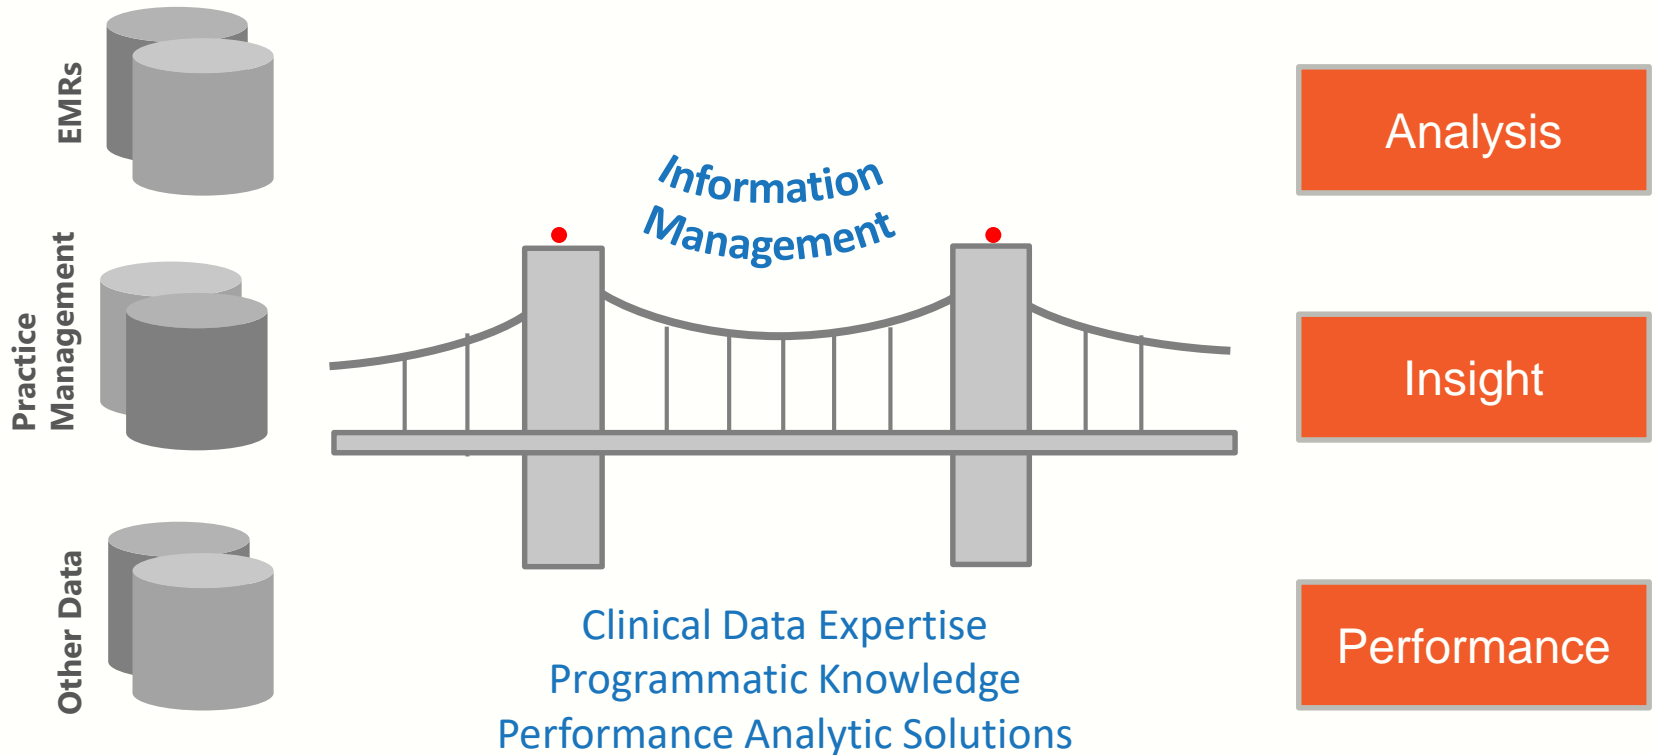 EMRs
Practice
Management
Other Data
Information
Management
Clinical Data Expertise
Programmatic Knowledge
Performance Analytic Solutions
Analysis
Insight
Performance